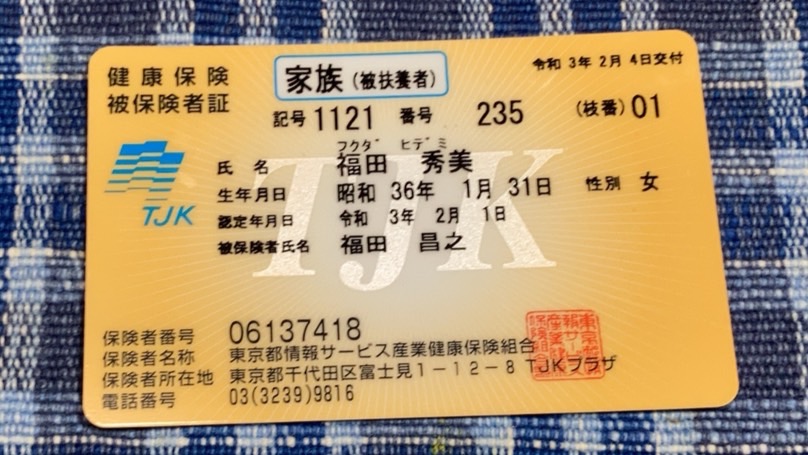 健康保険
被保険者証
家族(被扶養者)
令和 3年 2月 4日交付
記号 1121 番号 235 (枝番) 01
フクダ ヒデミ
氏名 福田 秀美
生年月日 昭和 36年 1月 31日 性別 女
認定年月日 令和 3年 2月 1日
被保険者氏名 福田 昌之
TJK
TJK
保険者番号 06137418
保険者名称 東京都情報サービス産業健康保険組合
保険者所在地 東京都千代田区富士見1-12-8 TJKプラザ
電話番号 03(3239)9816